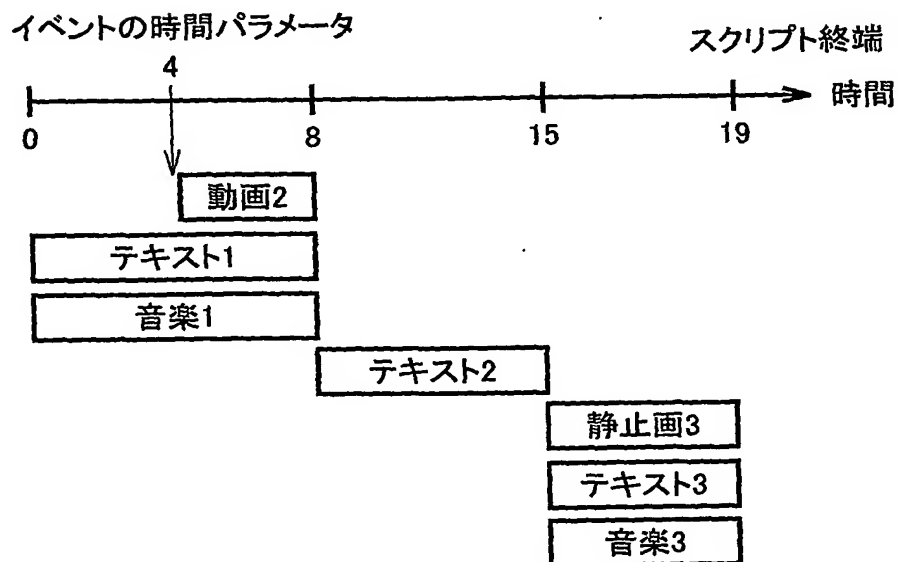 イベントの時間パラメータ
スクリプト終端
4
時間
0
8
15
19
動画2
テキスト1
音楽1
テキスト2
静止画3
テキスト3
音楽3